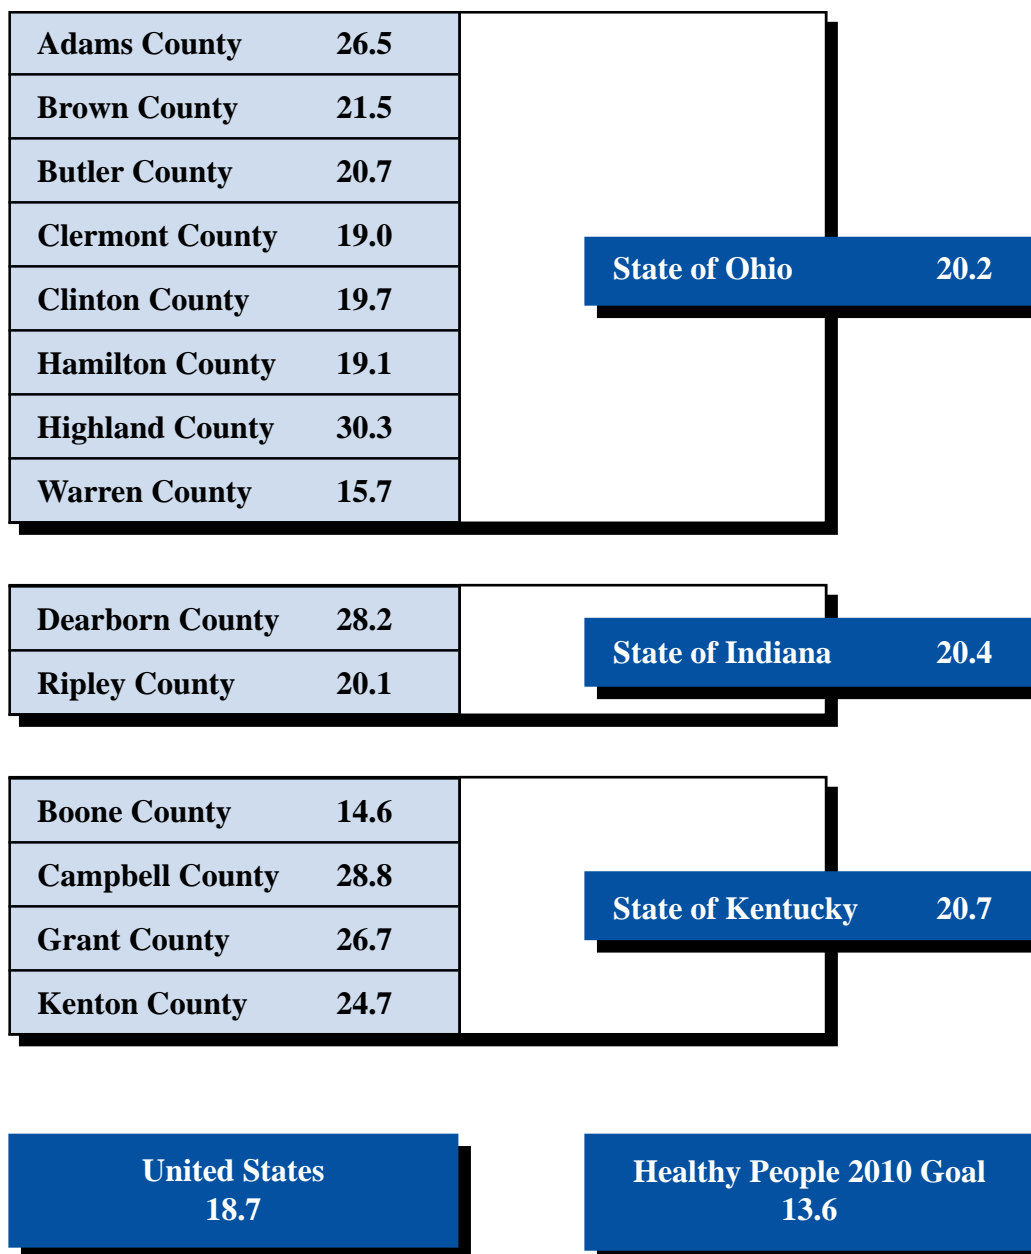 Adams County 26.5
Brown County 21.5
Butler County 20.7
Clermont County 19.0
State of Ohio 20.2
Clinton County 19.7
Hamilton County 19.1
Highland County 30.3
Warren County 15.7
Dearborn County 28.2
State of Indiana 20.4
Ripley County 20.1
Boone County 14.6
Campbell County 28.8
State of Kentucky 20.7
Grant County 26.7
Kenton County 24.7
United States
18.7
Healthy People 2010 Goal
13.6